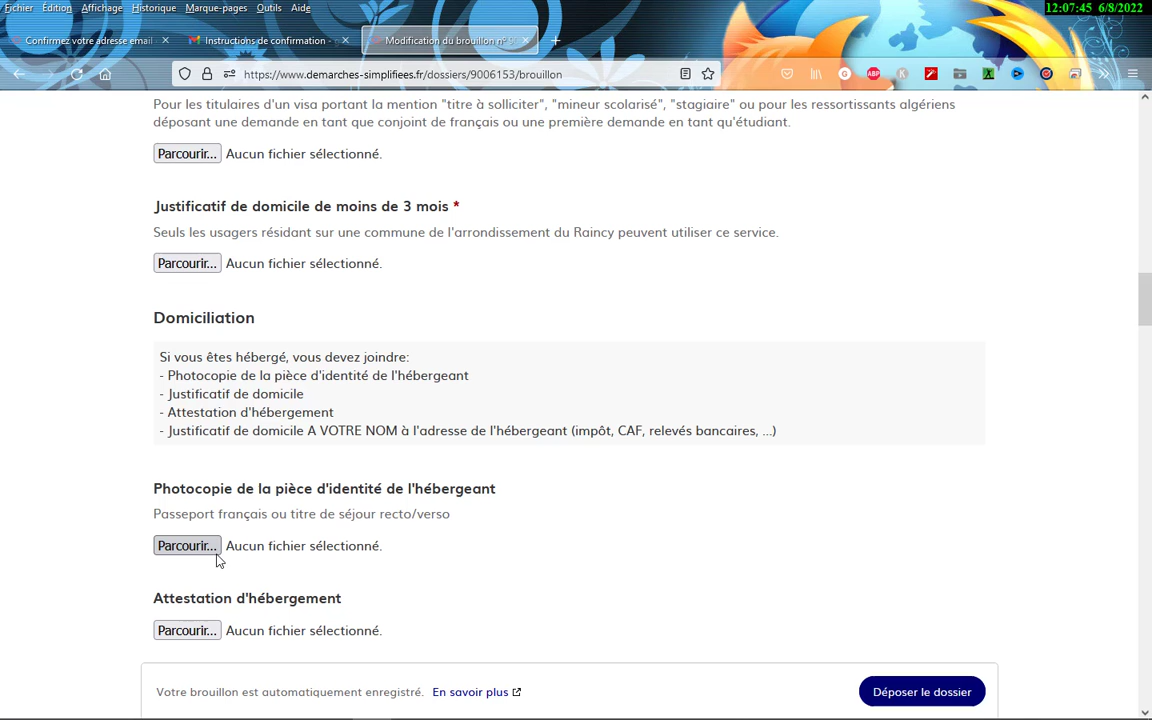 Fichier Édition Affichage Historique Marque-pages Outils Aide
12:07:45 6/8/2022
Confirmez votre adresse email
Instructions de confirmation -
Modification du brouillon n°
https://www.demarches-simplifiees.fr/dossiers/9006153/brouillon
ABP
Pour les titulaires d'un visa portant la mention "titre à solliciter", "mineur scolarisé", "stagiaire" ou pour les ressortissants algériens
déposant une demande en tant que conjoint de français ou une première demande en tant qu'étudiant.
Parcourir... Aucun fichier sélectionné.
Justificatif de domicile de moins de 3 mois *
Seuls les usagers résidant sur une commune de l'arrondissement du Raincy peuvent utiliser ce service.
Parcourir... Aucun fichier sélectionné.
Domiciliation
Si vous êtes hébergé, vous devez joindre:
- Photocopie de la pièce d'identité de l'hébergeant
- Justificatif de domicile
- Attestation d'hébergement
- Justificatif de domicile A VOTRE NOM à l'adresse de l'hébergeant (impôt, CAF, relevés bancaires, ...)
Photocopie de la pièce d'identité de l'hébergeant
Passeport français ou titre de séjour recto/verso
Parcourir... Aucun fichier sélectionné.
Attestation d'hébergement
Parcourir... Aucun fichier sélectionné.
Votre brouillon est automatiquement enregistré. En savoir plus
Déposer le dossier